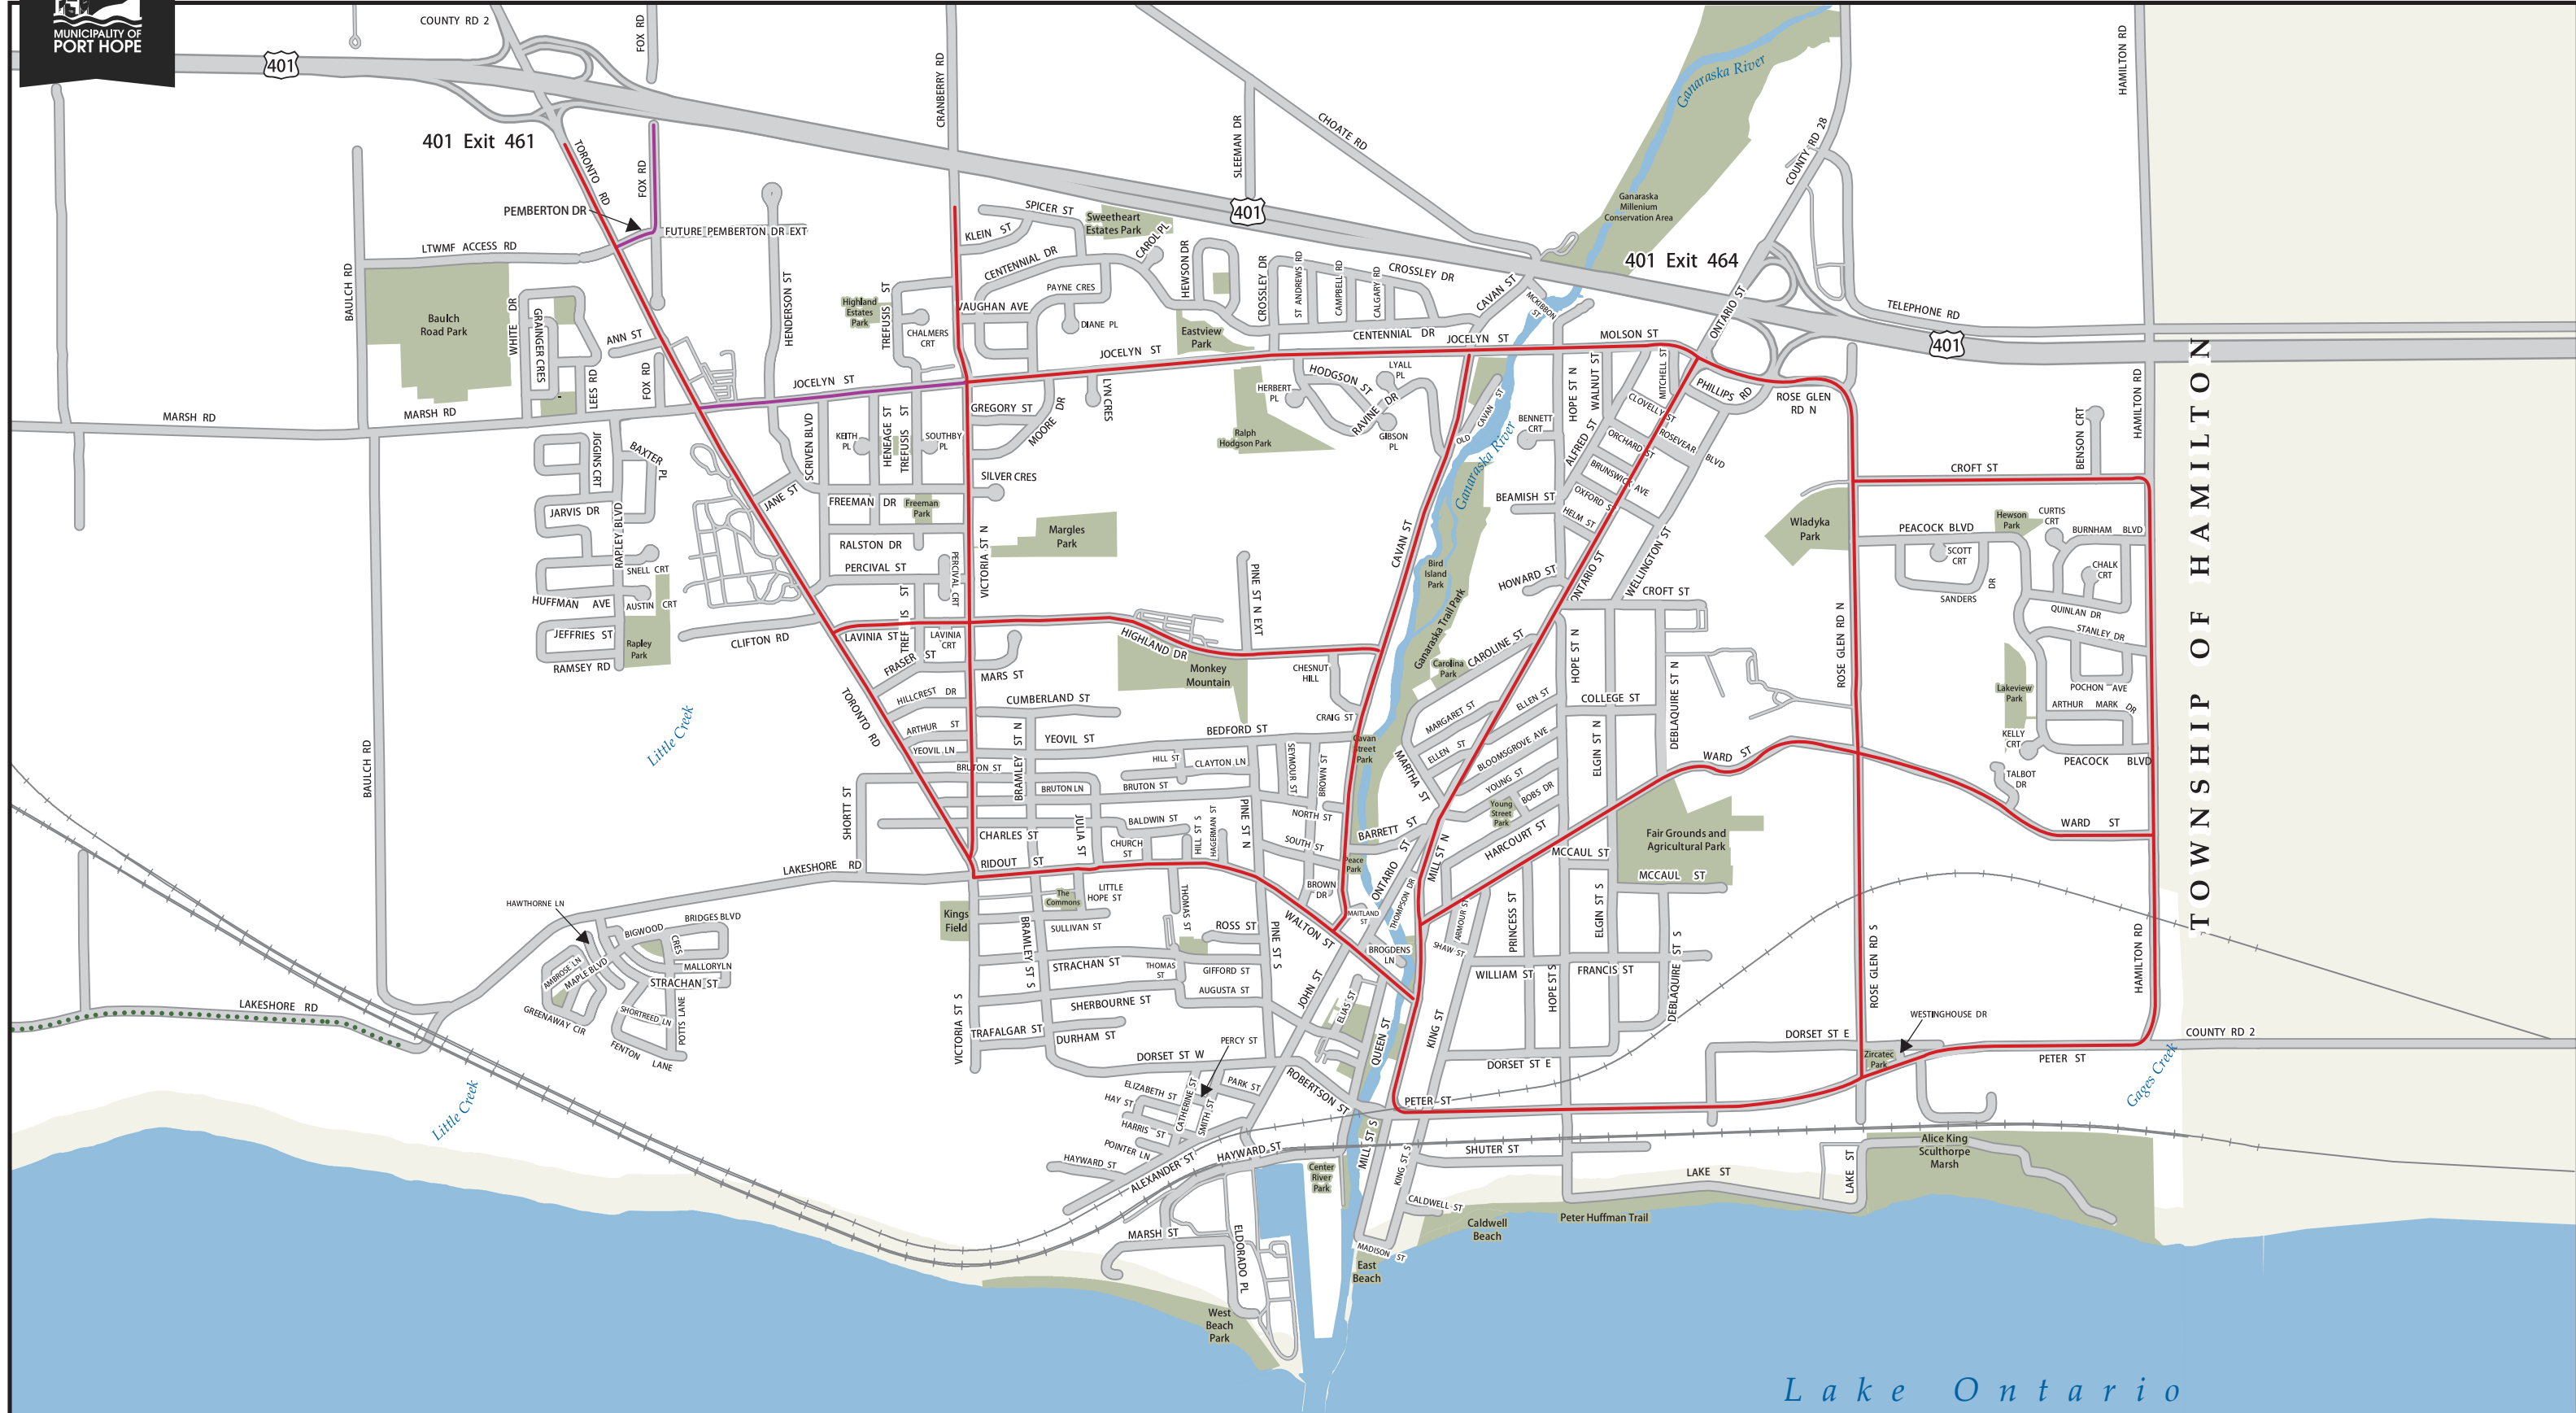 MUNICIPALITY OF
PORT HOPE
COUNTY RD 2
FOX RD
CRANBERRY RD
HAMILTON RD
401
401 Exit 461
TORONTO RD
FOX RD
PEMBERTON DR
FUTURE PEMBERTON DR EXT
LTWMF ACCESS RD
BAULCH RD
Baulch
Road Park
WHITE DR
GRAINGER CRES
LEES RD
ANN ST
FOX RD
HENDERSON ST
MARSH RD
MARSH RD
JOCELYN ST
Highland
Estates
Park
TREFUSIS ST
CHALMERS
CRT
KLEIN ST
SPICER ST
Sweetheart
Estates Park
CENTENNIAL DR
CAROL PL
PAYNE CRES
VAUGHAN AVE
DIANE PL
HEWSON DR
Eastview
Park
JOCELYN ST
SLEEMAN DR
CHOATE RD
401
CROSSLEY DR
ST ANDREWS RD
CAMPBELL RD
CALGARY RD
CROSSLEY DR
CENTENNIAL DR
CAVAN ST
MCKIBBON
ST
JOCELYN ST
MOLSON ST
Ganaraska River
Ganaraska
Millenium
Conservation Area
401 Exit 464
COUNTY RD 28
ONTARIO ST
TELEPHONE RD
401
HAMILTON RD
TOWNSHIP OF HAMILTON
JIGGINS CRT
BAXTER
PL
JARVIS DR
RAPLEY BLVD
SNELL CRT
HUFFMAN AVE
AUSTIN CRT
JEFFRIES ST
Rapley
Park
RAMSEY RD
CLIFTON RD
JANE ST
SCRIVEN BLVD
KEITH
PL
HENEAGE ST
TREFUSIS ST
SOUTHBY
PL
FREEMAN DR
Freeman
Park
RALSTON DR
PERCIVAL ST
PERCIVAL CRT
VICTORIA ST N
GREGORY ST
MOORE DR
LYNN CRES
SILVER CRES
Margles
Park
HERBERT
PL
HODGSON ST
LYALL
PL
RAVINE DR
GIBSON
PL
Ralph
Hodgson Park
OLD CAVAN ST
Ganaraska River
BENNETT
CRT
HOPE ST N
WALNUT ST
MITCHELL ST
ALFRED ST
CLOVELLY ST
PHILLIPS RD
ORCHARD ST
ROSEVEAR BLVD
BRUNSWICK AVE
OXFORD ST
HELM ST
BEAMISH ST
ROSE GLEN
RD N
CROFT ST
BENSON CRT
Wladyka
Park
PEACOCK BLVD
Hewson
Park
CURTIS
CRT
BURNHAM BLVD
SCOTT
CRT
CHALK
CRT
SANDERS DR
QUINLAN DR
STANLEY DR
POCHON AVE
Lakeview
Park
ARTHUR MARK DR
KELLY
CRT
PEACOCK BLVD
TALBOT
DR
WARD ST
WARD ST
ROSE GLEN RD N
CAVAN ST
Bird
Island
Park
HOWARD ST
ONTARIO ST
WELLINGTON ST
CROFT ST
Ganaraska Trail Park
PINE ST N EXT
LAVINIA ST
TREFUSIS ST
LAVINIA
CRT
FRASER ST
HILLCREST DR
MARS ST
HIGHLAND DR
Monkey
Mountain
CHESNUT
HILL
CRAIG ST
CAROLINE ST
Carolina
Park
MARGARET ST
ELLEN ST
ELLEN ST
BLOOMSGROVE AVE
YOUNG ST
BOBS DR
Young
Street
Park
HARCOURT ST
HOPE ST N
COLLEGE ST
ELGIN ST N
DEBLAQUIRE ST N
Little Creek
BAULCH RD
TORONTO RD
CUMBERLAND ST
ARTHUR ST
YEOVIL LN
YEOVIL ST
BRAMLEY ST N
BEDFORD ST
HILL ST
CLAYTON LN
BRUTON ST
BRUTON LN
BRUTON ST
SEYMOUR ST
BROWN ST
Cavan
Street
Park
MARTHA ST
NORTH ST
SOUTH ST
BARRETT ST
Peace
Park
SHORTT ST
CHARLES ST
JULIA ST
BALDWIN ST
CHURCH
ST
HILL ST S
HAGERMAN ST
PINE ST N
LAKESHORE RD
RIDOUT ST
The
Commons
LITTLE
HOPE ST
THOMAS ST
Kings
Field
BRAMLEY ST S
SULLIVAN ST
ROSS ST
STRACHAN ST
THOMAS
ST
GIFFORD ST
AUGUSTA ST
SHERBOURNE ST
TRAFALGAR ST
DURHAM ST
VICTORIA ST S
PINE ST S
WALTON ST
BROWN
DR
MAITLAND
ST
ONTARIO ST
THOMPSON DR
MILL ST N
BROGDENS
LN
JOHN ST
ELIAS ST
QUEEN ST
KING ST
ARMOUR ST
SHAW ST
PRINCESS ST
WILLIAM ST
HOPE ST S
MCCAUL ST
Fair Grounds and
Agricultural Park
MCCAUL ST
ELGIN ST S
FRANCIS ST
DEBLAQUIRE ST S
DORSET ST E
ROSE GLEN RD S
DORSET ST E
WESTINGHOUSE DR
Zircatec
Park
PETER ST
COUNTY RD 2
HAMILTON RD
Gages Creek
HAWTHORNE LN
BIGWOOD CRES
BRIDGES BLVD
AMBROSE LN
MAPLE BLVD
MALLORY LN
STRACHAN ST
GREENAWAY CIR
SHORTREED LN
POTTS LANE
FENTON LANE
LAKESHORE RD
Little Creek
DORSET ST W
PERCY ST
ELIZABETH ST
HAY ST
HARRIS ST
CATHERINE ST
SMITH ST
PARK ST
POINTER LN
HAYWARD ST
ALEXANDER ST
HAYWARD ST
ROBERTSON ST
PETER ST
MILL ST S
KING ST S
SHUTER ST
Center
River
Park
CALDWELL ST
MADISON ST
East
Beach
Caldwell
Beach
Peter Huffman Trail
LAKE ST
LAKE ST
Alice King
Sculthorpe
Marsh
MARSH ST
ELDORADO PL
West
Beach
Park
Lake Ontario